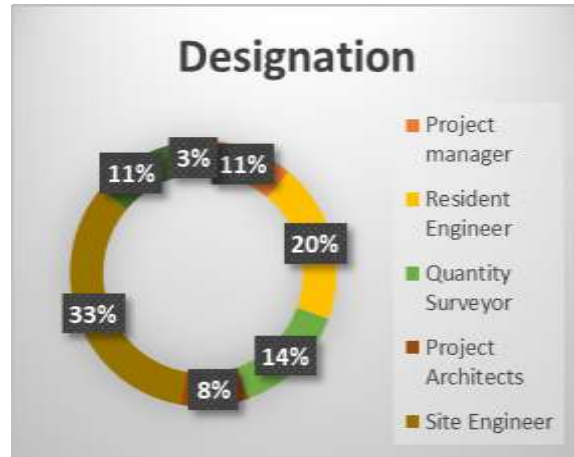 Designation
3%
11%
11%
20%
33%
14%
8%
Project
manager
Resident
Engineer
Quantity
Surveyor
Project
Architects
Site Engineer